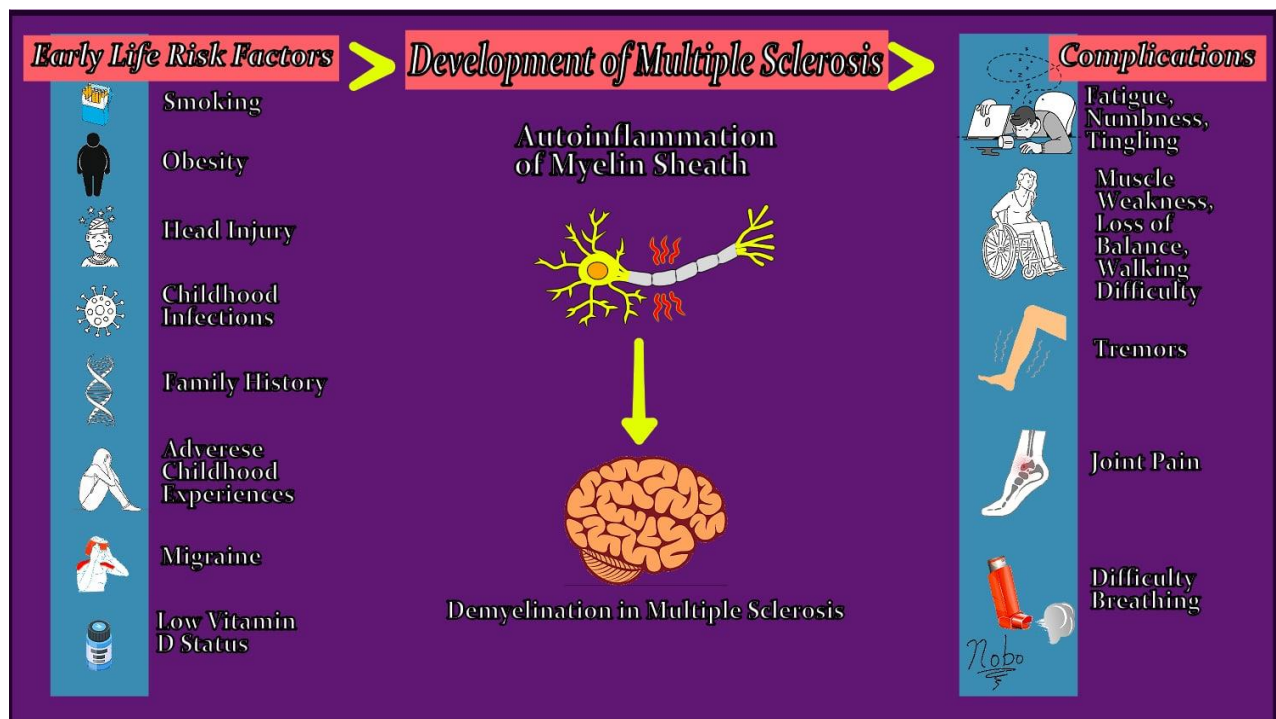 Early Life Risk Factors
Smoking
Obesity
Head Injury
Childhood
Infections
Family History
Adverese
Childhood
Experiences
Migraine
Low Vitamin
D Status
Development of Multiple Sclerosis
Autoinflammation
of Myelin Sheath
Demyelination in Multiple Sclerosis
Complications
Fatigue,
Numbness,
Tingling
Muscle
Weakness,
Loss of
Balance,
Walking
Difficulty
Tremors
Joint Pain
Difficulty
Breathing
Nobo